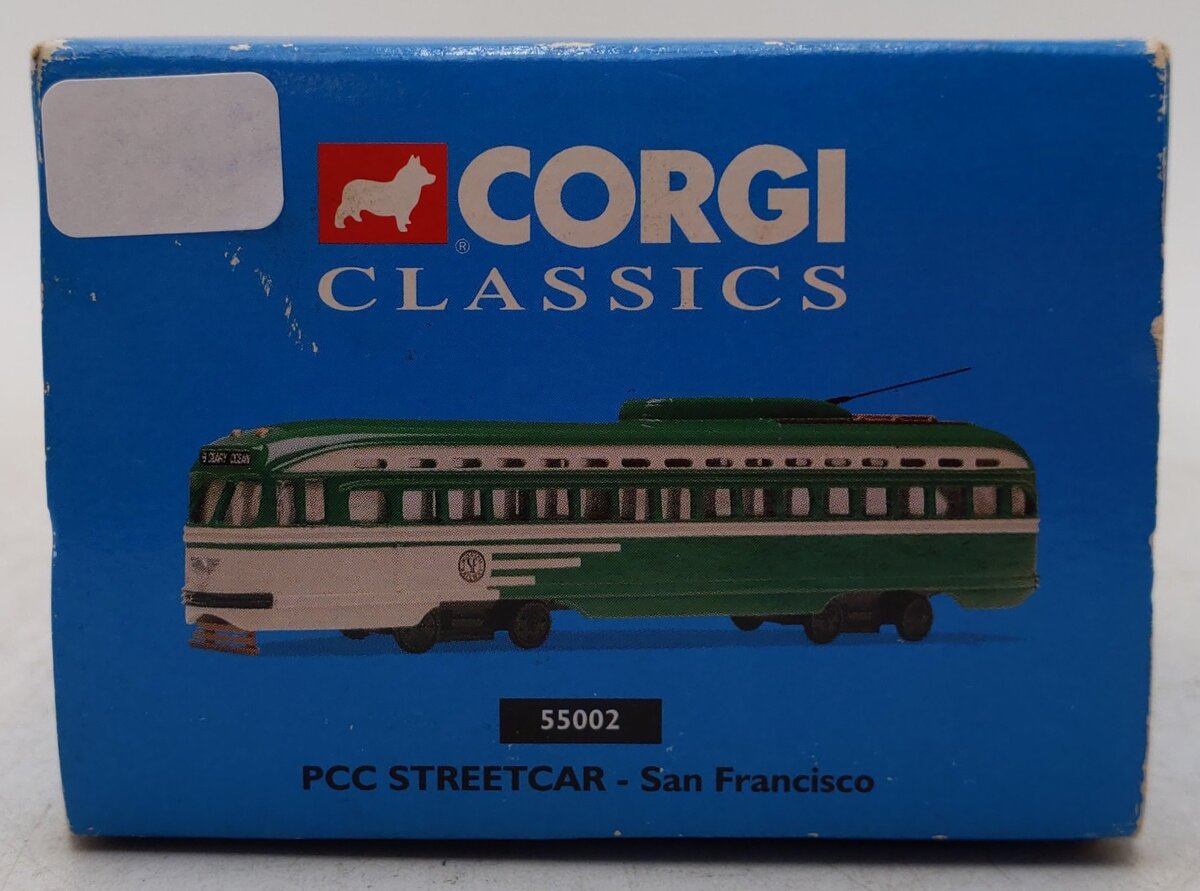 CORGI
®
CLASSICS
55002
PCC STREETCAR - San Francisco